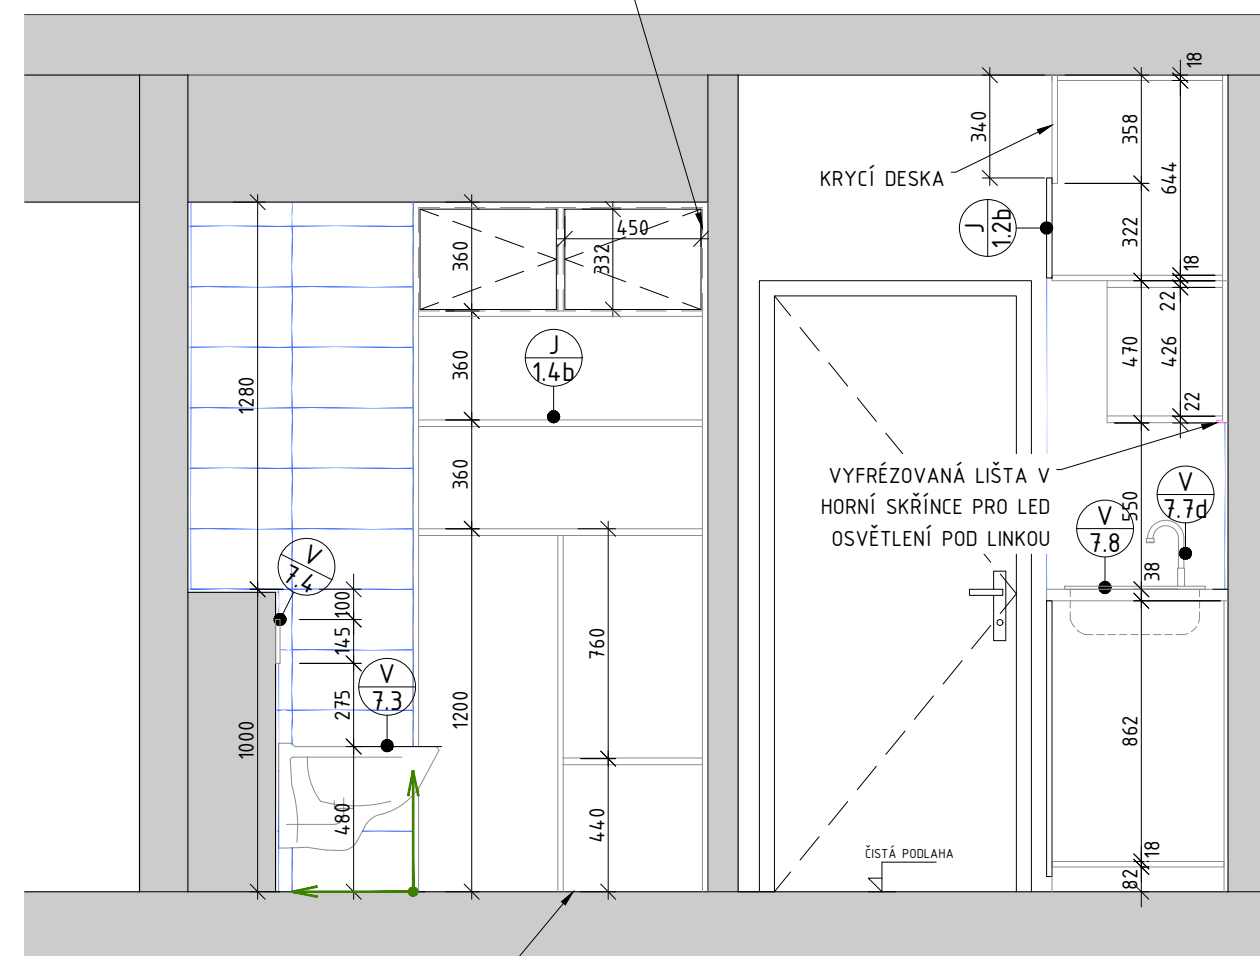 18
340
358
644
KRYCÍ DESKA
J
1.2b
322
18
22
470
426
22
450
360
332
J
1.4b
360
1280
360
VYFRÉZOVANÁ LIŠTA V
HORNÍ SKŘÍNCE PRO LED
OSVĚTLENÍ POD LINKOU
V
7.7d
550
V
7.8
38
V
7.4
100
145
V
7.3
275
760
1200
1000
862
480
440
ČISTÁ PODLAHA
18
82